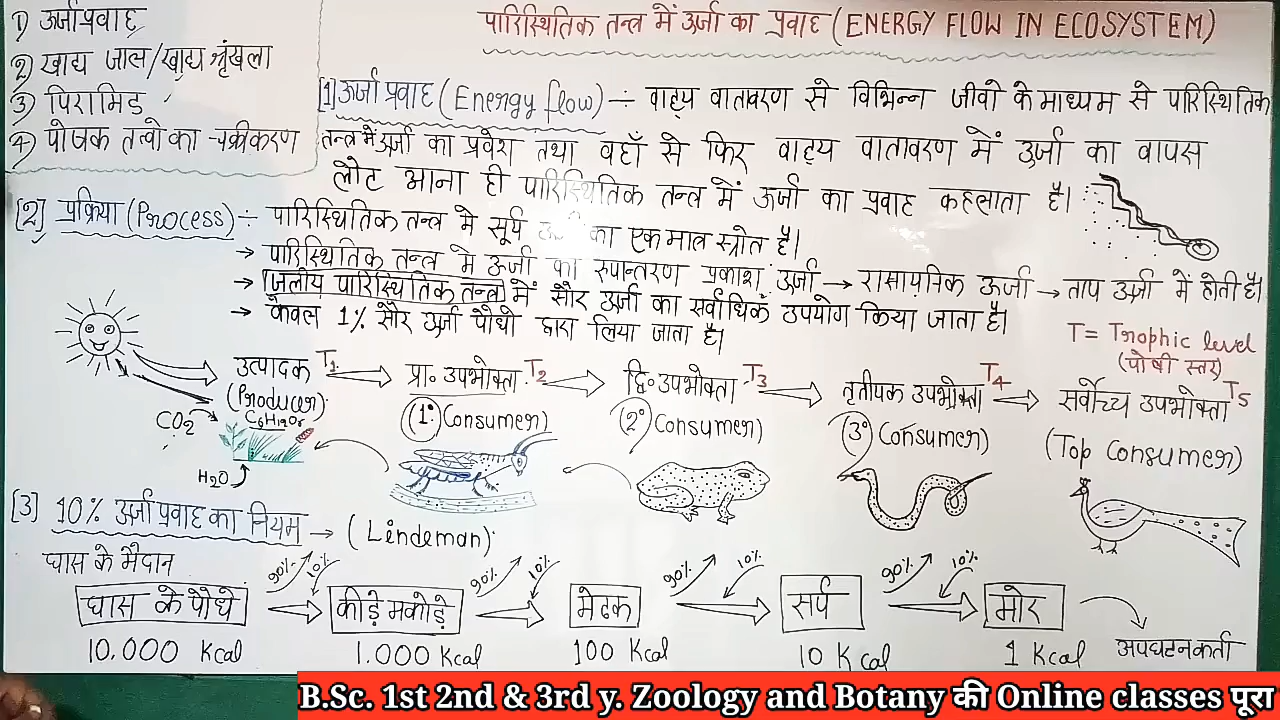 1) ऊर्जाप्रवाह
2) खाद्य जाल/खाद्य श्रृंखला
3) पिरामिड
4) पोषक तत्वो का चक्रीकरण
पारिस्थितिक तन्त्र में ऊर्जा का प्रवाह (ENERGY FLOW IN ECOSYSTEM)
[1] ऊर्जा प्रवाह (Energy flow) ÷ वाह्य वातावरण से विभिन्न जीवो के माध्यम से पारिस्थितिक
तन्त्र में ऊर्जा का प्रवेश तथा वहाँ से फिर वाह्य वातावरण में ऊर्जा का वापस
लौट आना ही पारिस्थितिक तन्त्र में ऊर्जा का प्रवाह कहलाता है।
[2] प्रक्रिया (Process) ÷ पारिस्थितिक तन्त्र मे सूर्य का एकमात्र स्त्रोत है।
→ पारिस्थितिक तन्त्र मे ऊर्जा का रुपान्तरण प्रकाश ऊर्जा → रासायनिक ऊर्जा → ताप ऊर्जा में होती है।
→ जलीय पारिस्थितिक तन्त्र में सौर ऊर्जा का सर्वाधिक उपयोग किया जाता है।
→ केवल 1% सौर ऊर्जा पौधो द्वारा लिया जाता है।
T = Trophic level
(पोषी स्तर)
उत्पादक T1 → प्रा० उपभोक्ता T2 → द्वि० उपभोक्ता T3 → तृतीयक उपभोक्ता T4 → सर्वोच्च उपभोक्ता T5
(Producer) (1° Consumer) (2° Consumer) (3° Consumer) (Top Consumer)
CO2 C6H12O6
H2O
[3] 10% ऊर्जा प्रवाह का नियम → (Lindeman)
घास के मैदान
90% 10% 90% 10% 90% 10% 90% 10%
घास के पौधे कीड़े मकोड़े मेढक सर्प मोर
10,000 Kcal 1,000 Kcal 100 Kcal 10 Kcal 1 Kcal अपघटनकर्ता
B.Sc. 1st 2nd & 3rd y. Zoology and Botany की Online classes पूरा